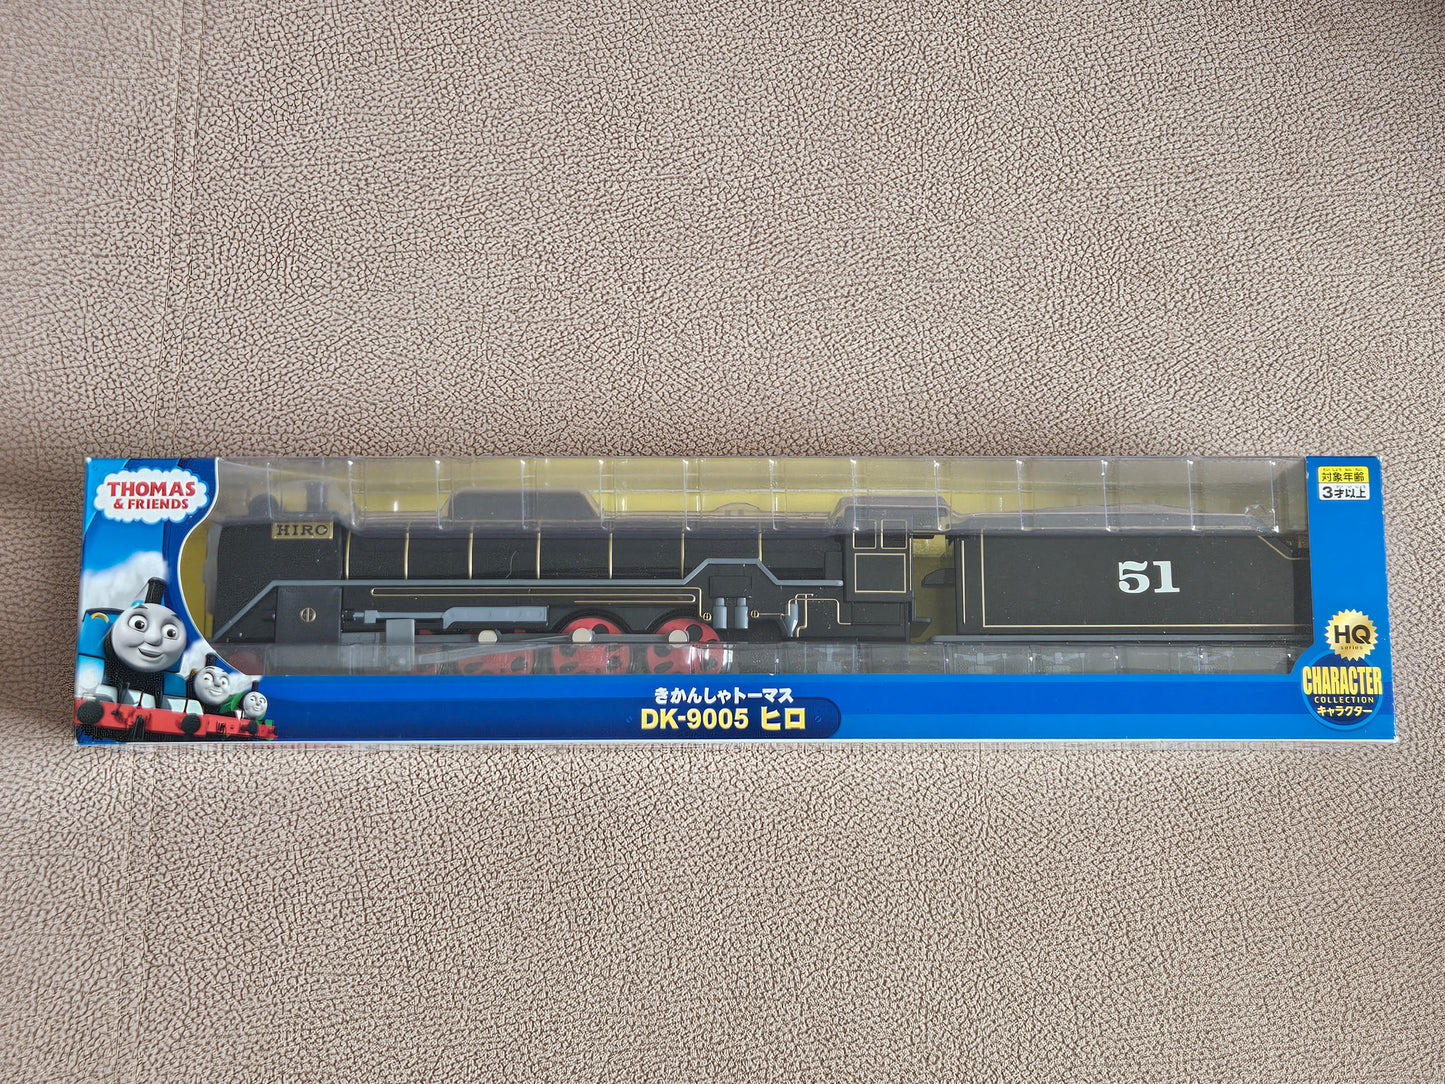 THOMAS
& FRIENDS
HIRO
51
対象年齢
3才以上
HQ
series
CHARACTER
COLLECTION
キャラクター
きかんしゃトーマス
DK-9005 ヒロ